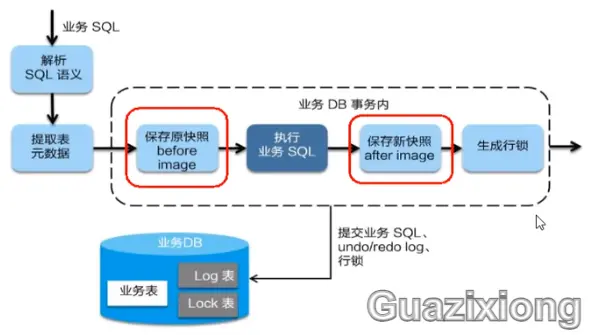 业务 SQL
解析
SQL 语义
提取表
元数据
业务 DB 事务内
保存原快照
before
image
执行
业务 SQL
保存新快照
after image
生成行锁
提交业务 SQL、
undo/redo log、
行锁
业务DB
业务表
Log 表
Lock 表
Guazixiong